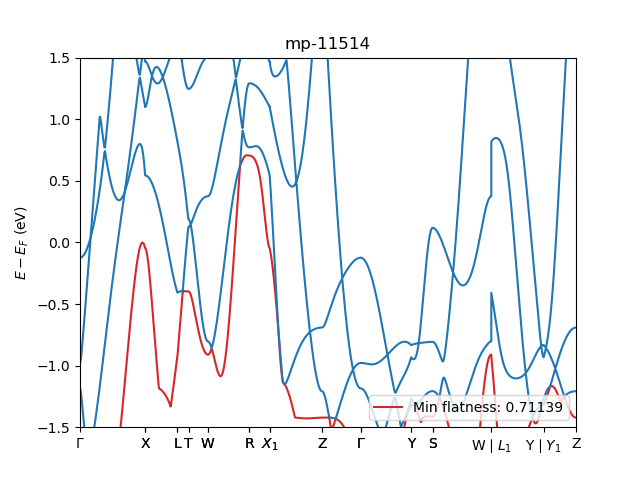 mp-11514
E − E_F (eV)
1.5
1.0
0.5
0.0
−0.5
−1.0
−1.5
Min flatness: 0.71139
Γ X L T W R X₁ Z Γ Y S W | L₁ Y | Y₁ Z